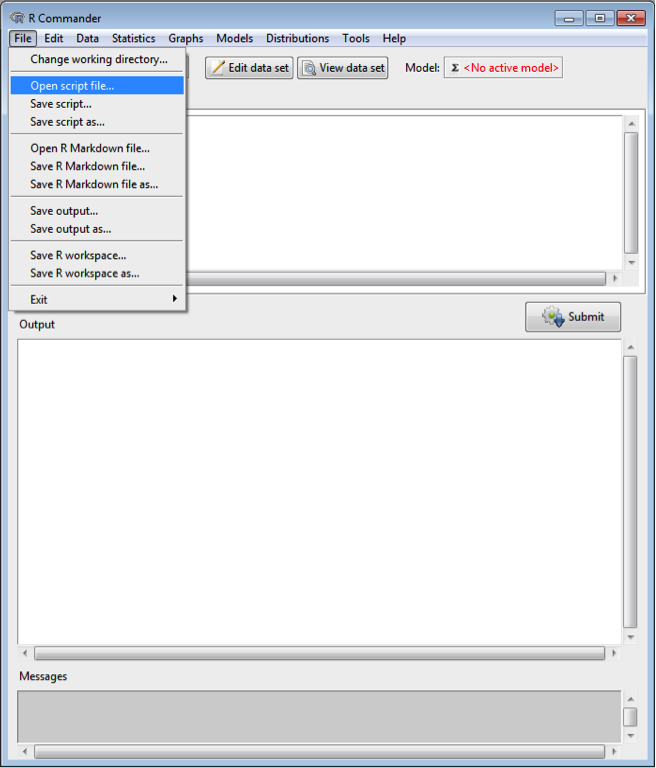 R Commander
File Edit Data Statistics Graphs Models Distributions Tools Help
Change working directory...
Edit data set View data set Model: Σ <No active model>
Open script file...
Save script...
Save script as...
Open R Markdown file...
Save R Markdown file...
Save R Markdown file as...
Save output...
Save output as...
Save R workspace...
Save R workspace as...
Exit
Submit
Output
Messages